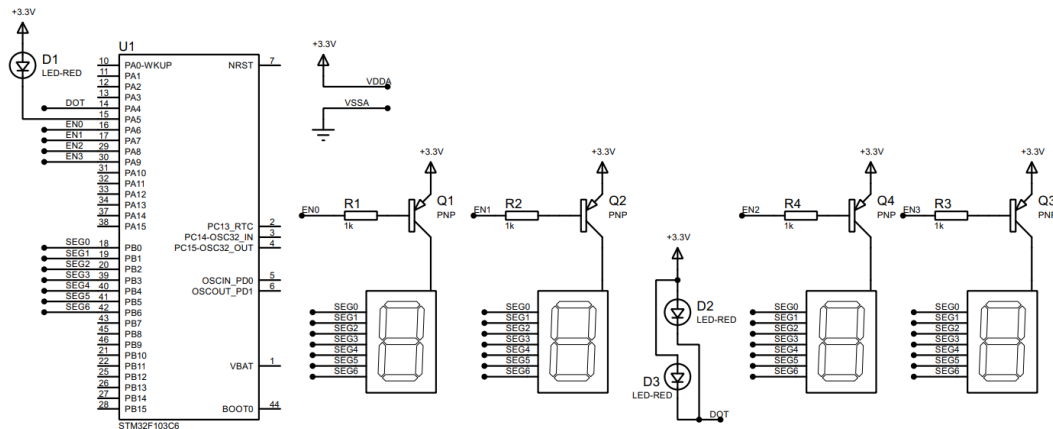 +3.3V
D1
LED-RED
U1
10 PA0-WKUP
11 PA1
12 PA2
13 PA3
DOT 14 PA4
15 PA5
EN0 16 PA6
EN1 17 PA7
EN2 29 PA8
EN3 30 PA9
31 PA10
32 PA11
33 PA12
34 PA13
37 PA14
38 PA15
SEG0 18 PB0
SEG1 19 PB1
SEG2 20 PB2
SEG3 39 PB3
SEG4 40 PB4
SEG5 41 PB5
SEG6 42 PB6
43 PB7
45 PB8
46 PB9
21 PB10
22 PB11
25 PB12
26 PB13
27 PB14
28 PB15
NRST 7
PC13_RTC 2
PC14-OSC32_IN 3
PC15-OSC32_OUT 4
OSCIN_PD0 5
OSCOUT_PD1 6
VBAT 1
BOOT0 44
STM32F103C6
+3.3V
VDDA
VSSA
+3.3V
EN0
R1
1k
Q1
PNP
SEG0
SEG1
SEG2
SEG3
SEG4
SEG5
SEG6
+3.3V
EN1
R2
1k
Q2
PNP
SEG0
SEG1
SEG2
SEG3
SEG4
SEG5
SEG6
+3.3V
D2
LED-RED
D3
LED-RED
DOT
+3.3V
EN2
R4
1k
Q4
PNP
SEG0
SEG1
SEG2
SEG3
SEG4
SEG5
SEG6
+3.3V
EN3
R3
1k
Q3
PNP
SEG0
SEG1
SEG2
SEG3
SEG4
SEG5
SEG6